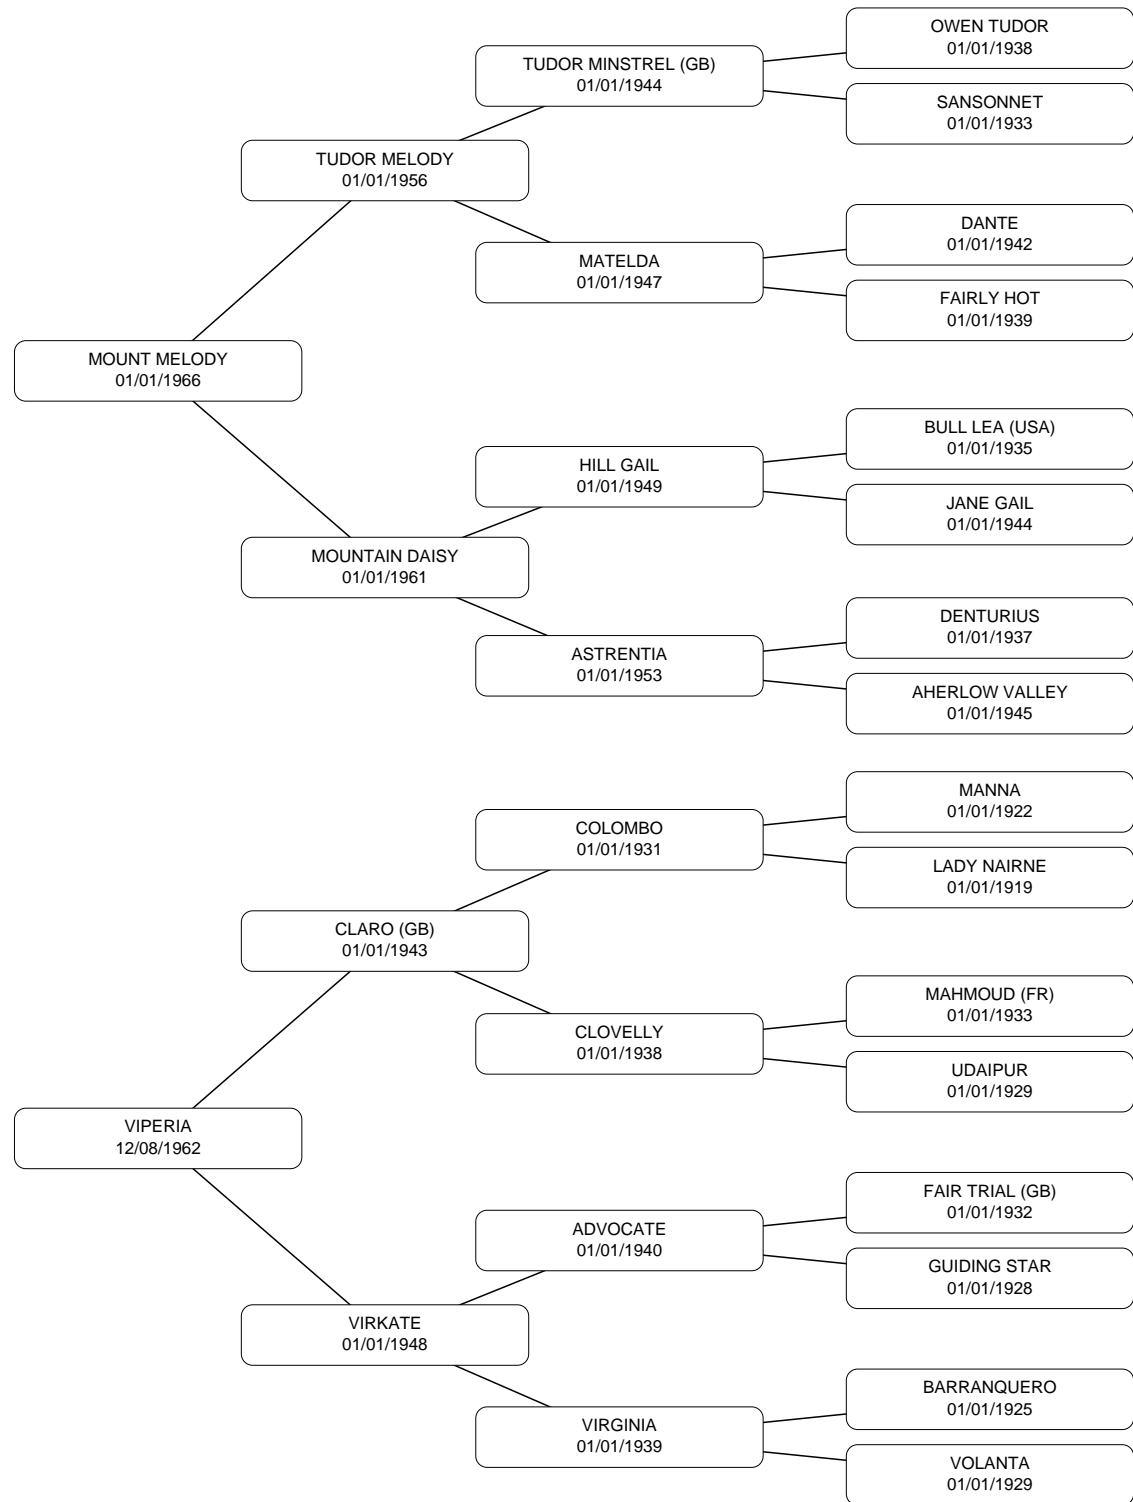 OWEN TUDOR
01/01/1938
TUDOR MINSTREL (GB)
01/01/1944
SANSONNET
01/01/1933
TUDOR MELODY
01/01/1956
DANTE
01/01/1942
MATELDA
01/01/1947
FAIRLY HOT
01/01/1939
MOUNT MELODY
01/01/1966
BULL LEA (USA)
01/01/1935
HILL GAIL
01/01/1949
JANE GAIL
01/01/1944
MOUNTAIN DAISY
01/01/1961
DENTURIUS
01/01/1937
ASTRENTIA
01/01/1953
AHERLOW VALLEY
01/01/1945
MANNA
01/01/1922
COLOMBO
01/01/1931
LADY NAIRNE
01/01/1919
CLARO (GB)
01/01/1943
MAHMOUD (FR)
01/01/1933
CLOVELLY
01/01/1938
UDAIPUR
01/01/1929
VIPERIA
12/08/1962
FAIR TRIAL (GB)
01/01/1932
ADVOCATE
01/01/1940
GUIDING STAR
01/01/1928
VIRKATE
01/01/1948
BARRANQUERO
01/01/1925
VIRGINIA
01/01/1939
VOLANTA
01/01/1929